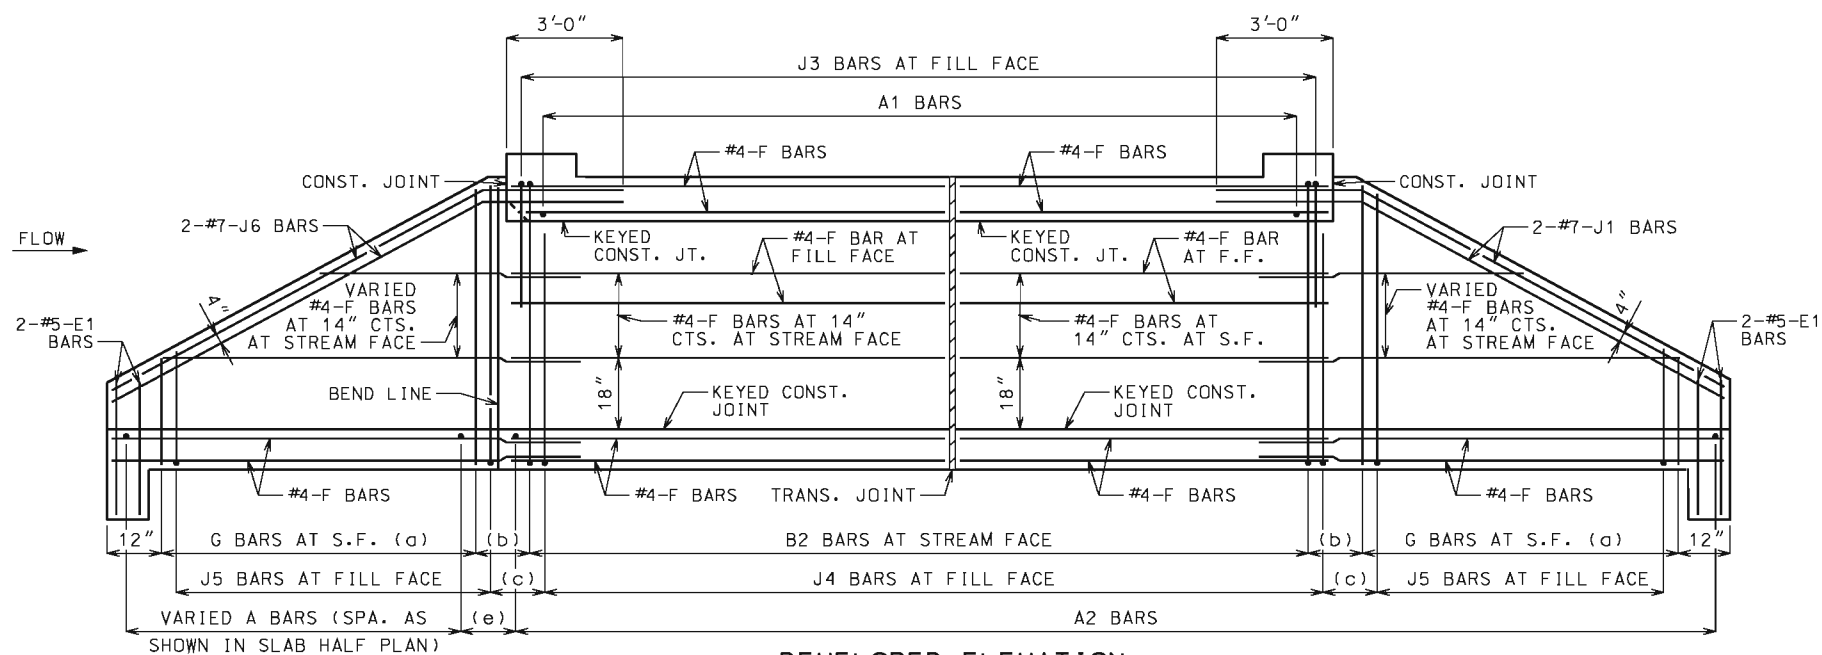 3'-0"
3'-0"
J3 BARS AT FILL FACE
A1 BARS
#4-F BARS
#4-F BARS
CONST. JOINT
CONST. JOINT
2-#7-J6 BARS
2-#7-J1 BARS
FLOW
KEYED
CONST. JT.
#4-F BAR AT
FILL FACE
KEYED
CONST. JT.
#4-F BAR
AT F.F.
VARIED
#4-F BARS
AT 14" CTS.
AT STREAM FACE
4"
#4-F BARS AT 14"
CTS. AT STREAM FACE
#4-F BARS AT
14" CTS. AT S.F.
VARIED
#4-F BARS
AT 14" CTS.
AT STREAM FACE
4"
2-#5-E1
BARS
2-#5-E1
BARS
BEND LINE
18"
KEYED CONST.
JOINT
18"
KEYED CONST.
JOINT
#4-F BARS
#4-F BARS
TRANS. JOINT
#4-F BARS
#4-F BARS
12"
G BARS AT S.F. (a)
(b)
B2 BARS AT STREAM FACE
(b)
G BARS AT S.F. (a)
12"
J5 BARS AT FILL FACE
(c)
J4 BARS AT FILL FACE
(c)
J5 BARS AT FILL FACE
VARIED A BARS (SPA. AS
SHOWN IN SLAB HALF PLAN)
(e)
A2 BARS
DEVELOPED ELEVATION